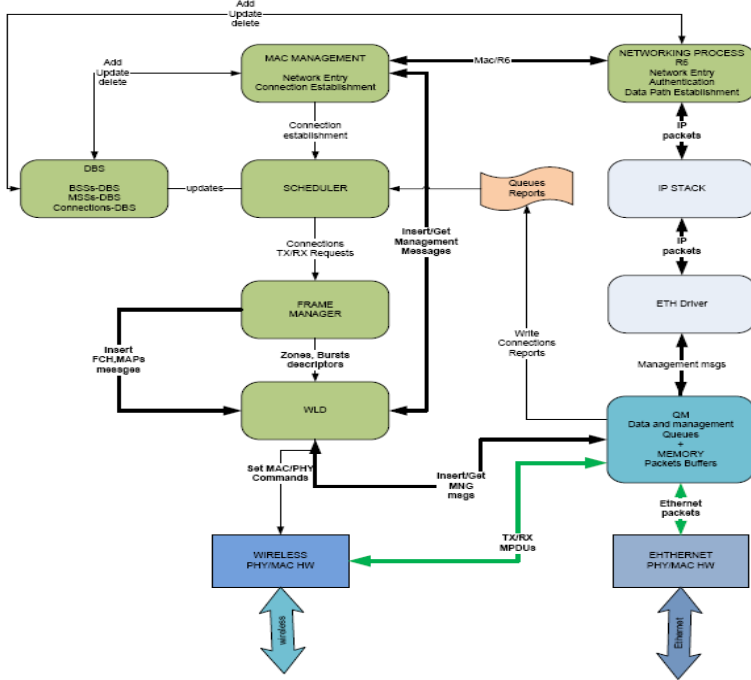 Add
Update
delete
Add
Update
delete
MAC MANAGEMENT
Network Entry
Connection Establishment
Mac/R6
NETWORKING PROCESS
R6
Network Entry
Authentication
Data Path Establishment
Connection
establishment
IP
packets
DBS
BSSs-DBS
MSSs-DBS
Connections-DBS
updates
SCHEDULER
Queues
Reports
IP STACK
Insert/Get
Management
Messages
Connections
TX/RX Requests
IP
packets
FRAME
MANAGER
ETH Driver
Insert
FCH,MAPs
mesages
Zones, Bursts
descriptors
Write
Connections
Reports
Management msgs
WLD
QM
Data and management
Queues
+
MEMORY
Packets Buffers
Set MAC/PHY
Commands
Insert/Get
MNG
msgs
Ethernet
packets
TX/RX
MPDUs
WIRELESS
PHY/MAC HW
EHTHERNET
PHY/MAC HW
wireless
Ethernet